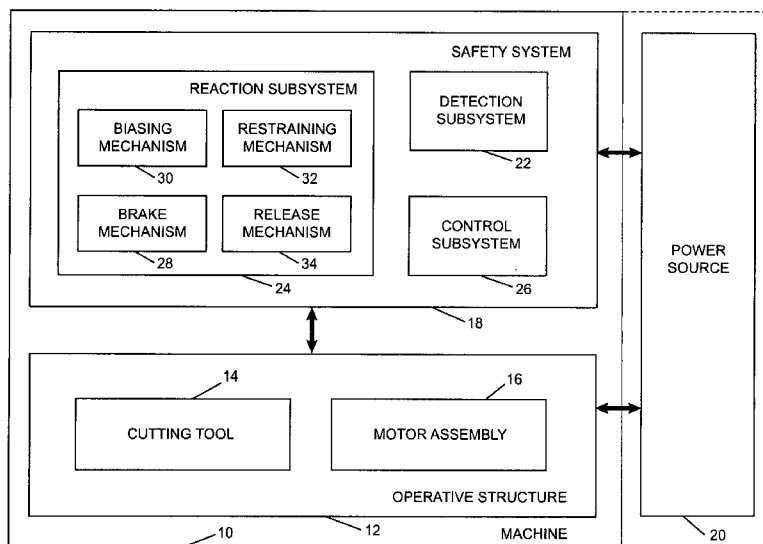 SAFETY SYSTEM
REACTION SUBSYSTEM
BIASING
MECHANISM
30
RESTRAINING
MECHANISM
32
BRAKE
MECHANISM
28
RELEASE
MECHANISM
34
24
DETECTION
SUBSYSTEM
22
CONTROL
SUBSYSTEM
26
18
POWER
SOURCE
20
14
CUTTING TOOL
16
MOTOR ASSEMBLY
OPERATIVE STRUCTURE
12
10
MACHINE